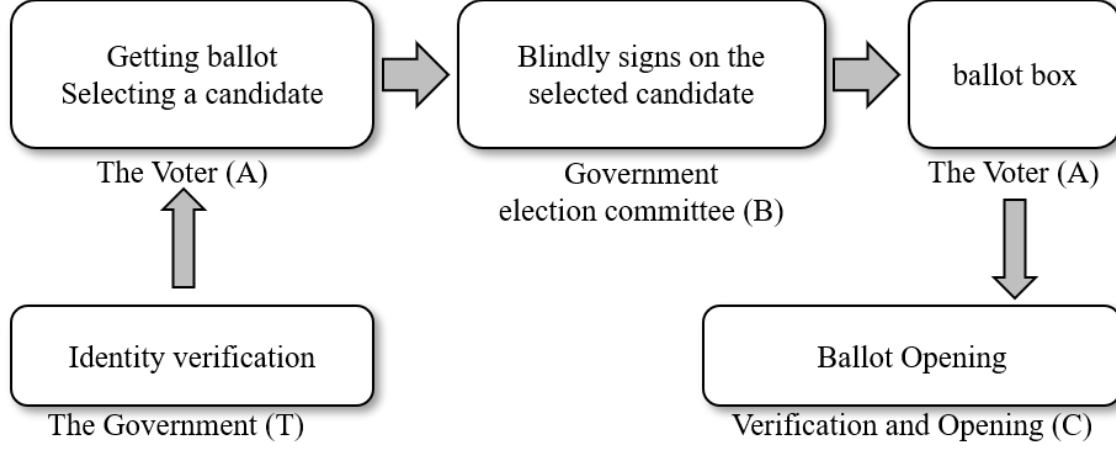 Getting ballot
Selecting a candidate
The Voter (A)
Blindly signs on the
selected candidate
Government
election committee (B)
ballot box
The Voter (A)
Identity verification
The Government (T)
Ballot Opening
Verification and Opening (C)